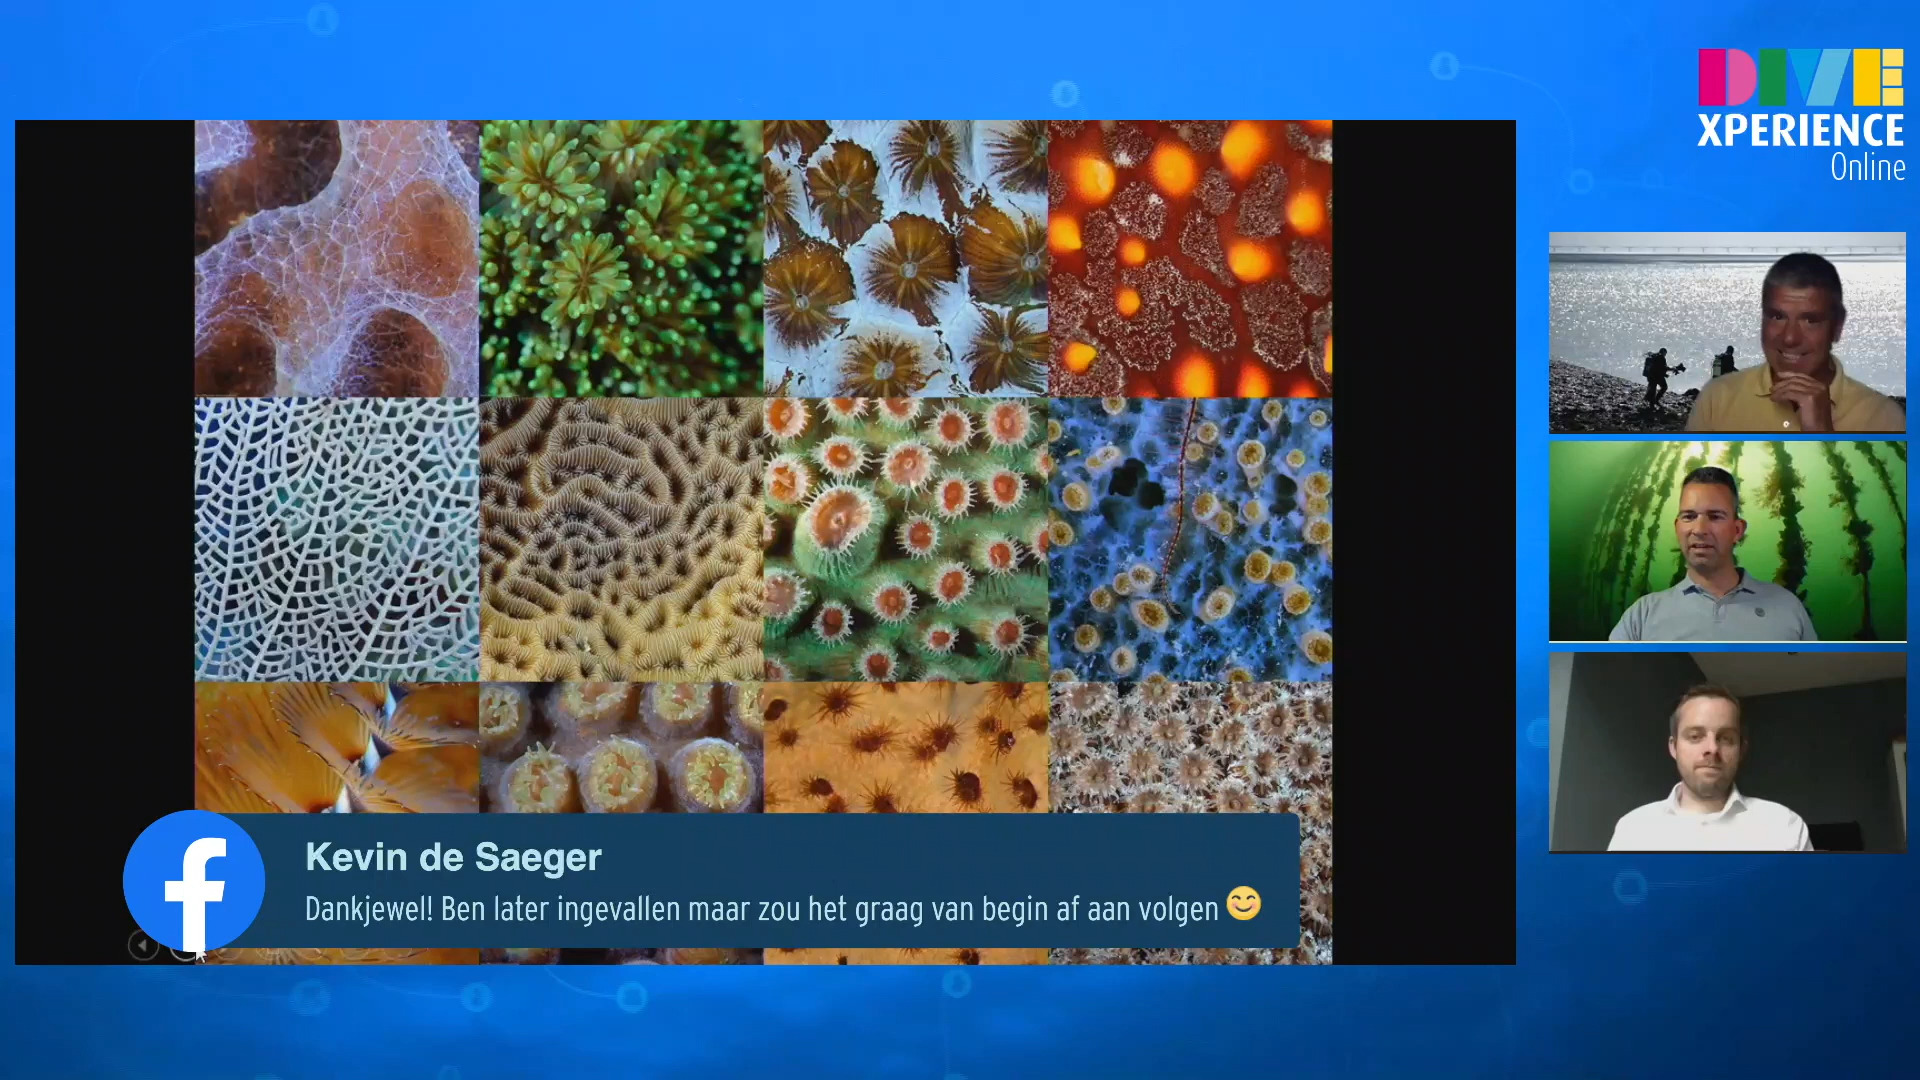 DIVE
XPERIENCE
Online
Kevin de Saeger
Dankjewel! Ben later ingevallen maar zou het graag van begin af aan volgen 😊